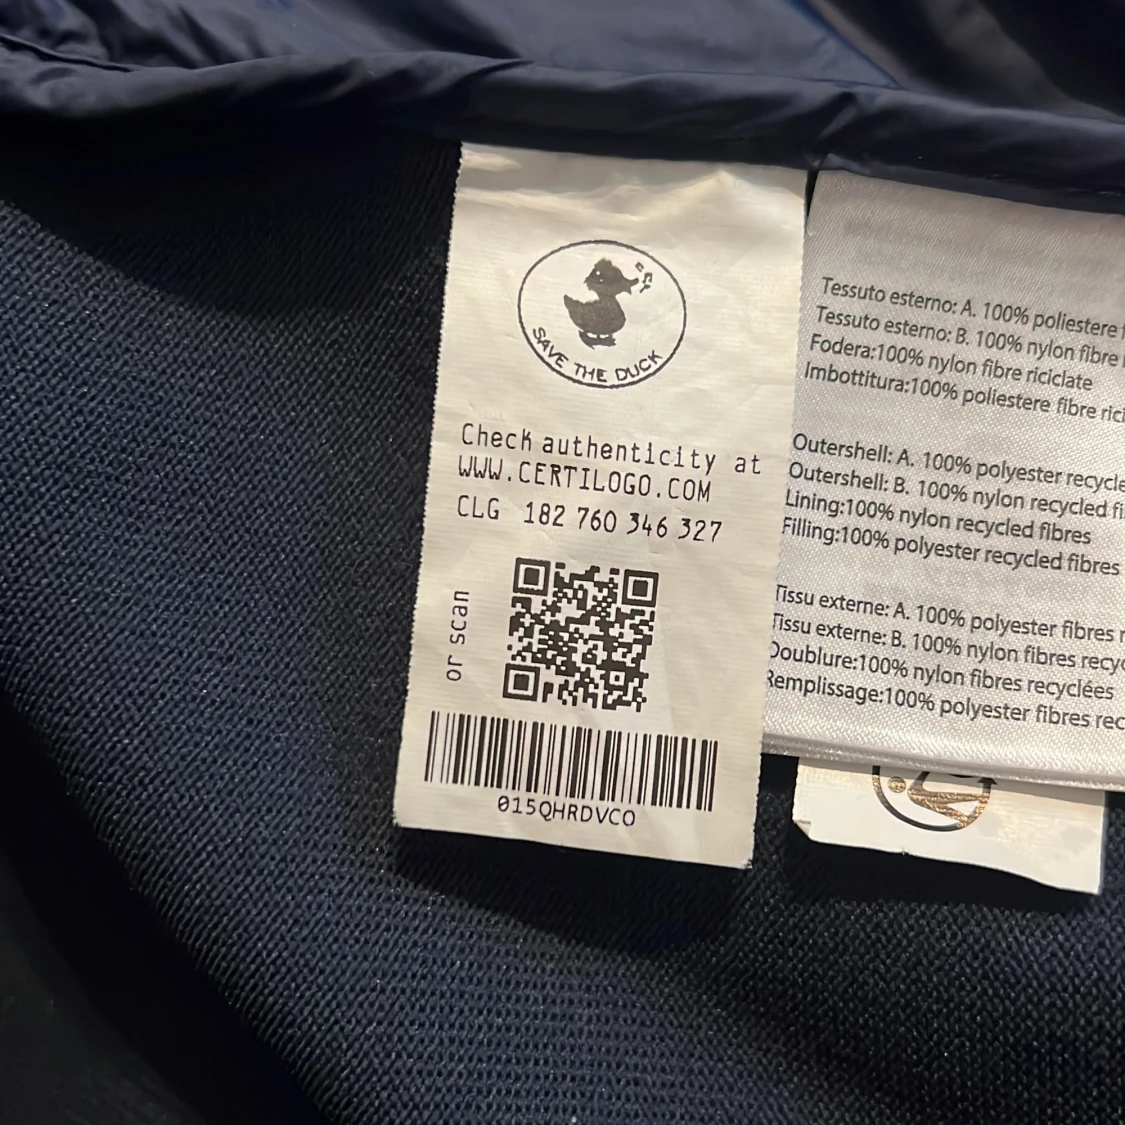 SAVE THE DUCK
Check authenticity at
WWW.CERTILOGO.COM
CLG 182 760 346 327
or scan
015QHRDVCO
Tessuto esterno: A. 100% poliestere
Tessuto esterno: B. 100% nylon fibre
Fodera:100% nylon fibre riciclate
Imbottitura:100% poliestere fibre
Outershell: A. 100% polyester
Outershell: B. 100% nylon recycled
Lining:100% nylon recycled fibres
Filling:100% polyester recycled fibres
Tissu externe: A. 100% polyester fibres
Tissu externe: B. 100% nylon fibres
Doublure:100% nylon fibres recyclées
Remplissage:100% polyester fibres